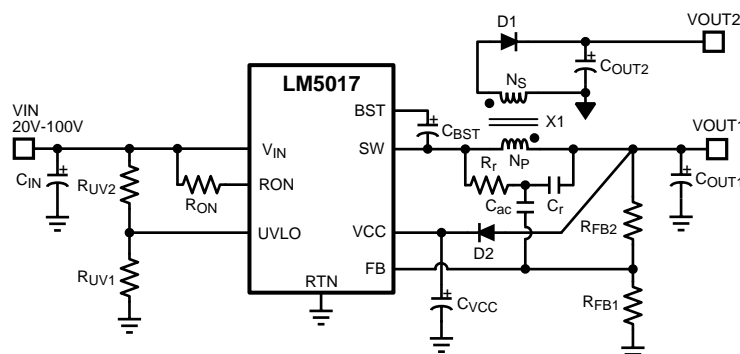 D1
VOUT2
COUT2
NS
LM5017
X1
BST
CBST
VIN
20V-100V
VOUT1
VIN
SW
NP
Rr
CIN
RUV2
RON
RON
Cac
Cr
COUT1
RFB2
UVLO
VCC
D2
RUV1
FB
RTN
CVCC
RFB1
+
+
+
+
+